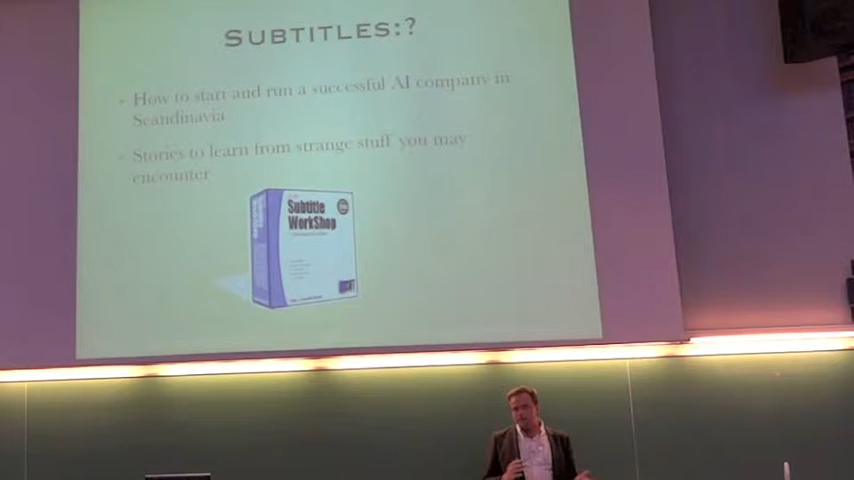 SUBTITLES:?
How to start and run a successful AI company in
Scandinavia
Stories to learn from strange stuff you may
encounter
Subtitle
WorkShop